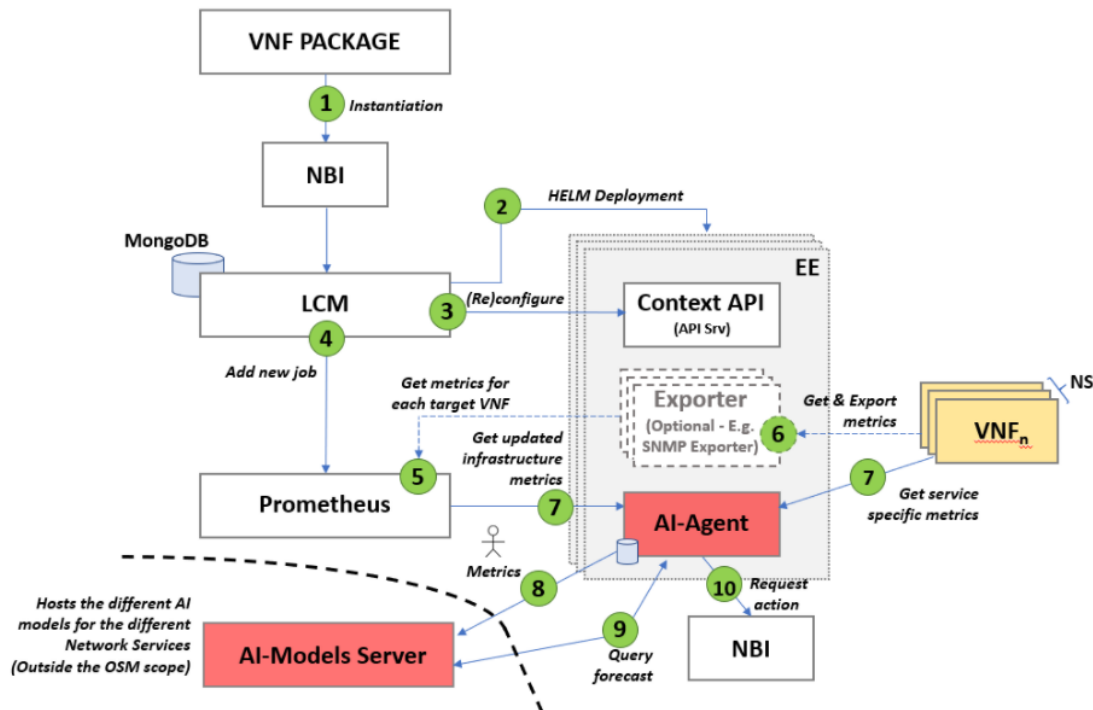 VNF PACKAGE
1
Instantiation
NBI
2
HELM Deployment
MongoDB
EE
LCM
3
(Re)configure
Context API
(API Srv)
4
Add new job
Get metrics for
each target VNF
Exporter
(Optional - E.g.
SNMP Exporter)
6
Get & Export
metrics
NS
VNFn
5
Get updated
infrastructure
metrics
Prometheus
7
AI-Agent
7
Get service
specific metrics
Metrics
8
10
Request
action
Hosts the different AI
models for the different
Network Services
(Outside the OSM scope)
AI-Models Server
9
Query
forecast
NBI